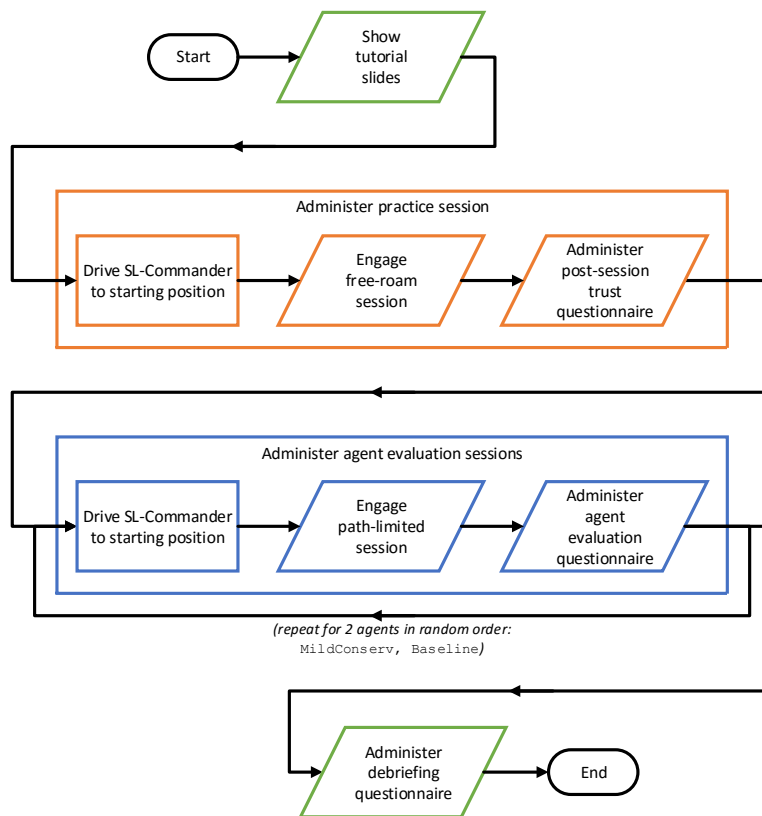 Start
Show
tutorial
slides
Administer practice session
Drive SL-Commander
to starting position
Engage
free-roam
session
Administer
post-session
trust
questionnaire
Administer agent evaluation sessions
Drive SL-Commander
to starting position
Engage
path-limited
session
Administer
agent
evaluation
questionnaire
(repeat for 2 agents in random order:
MildConserv, Baseline)
Administer
debriefing
questionnaire
End